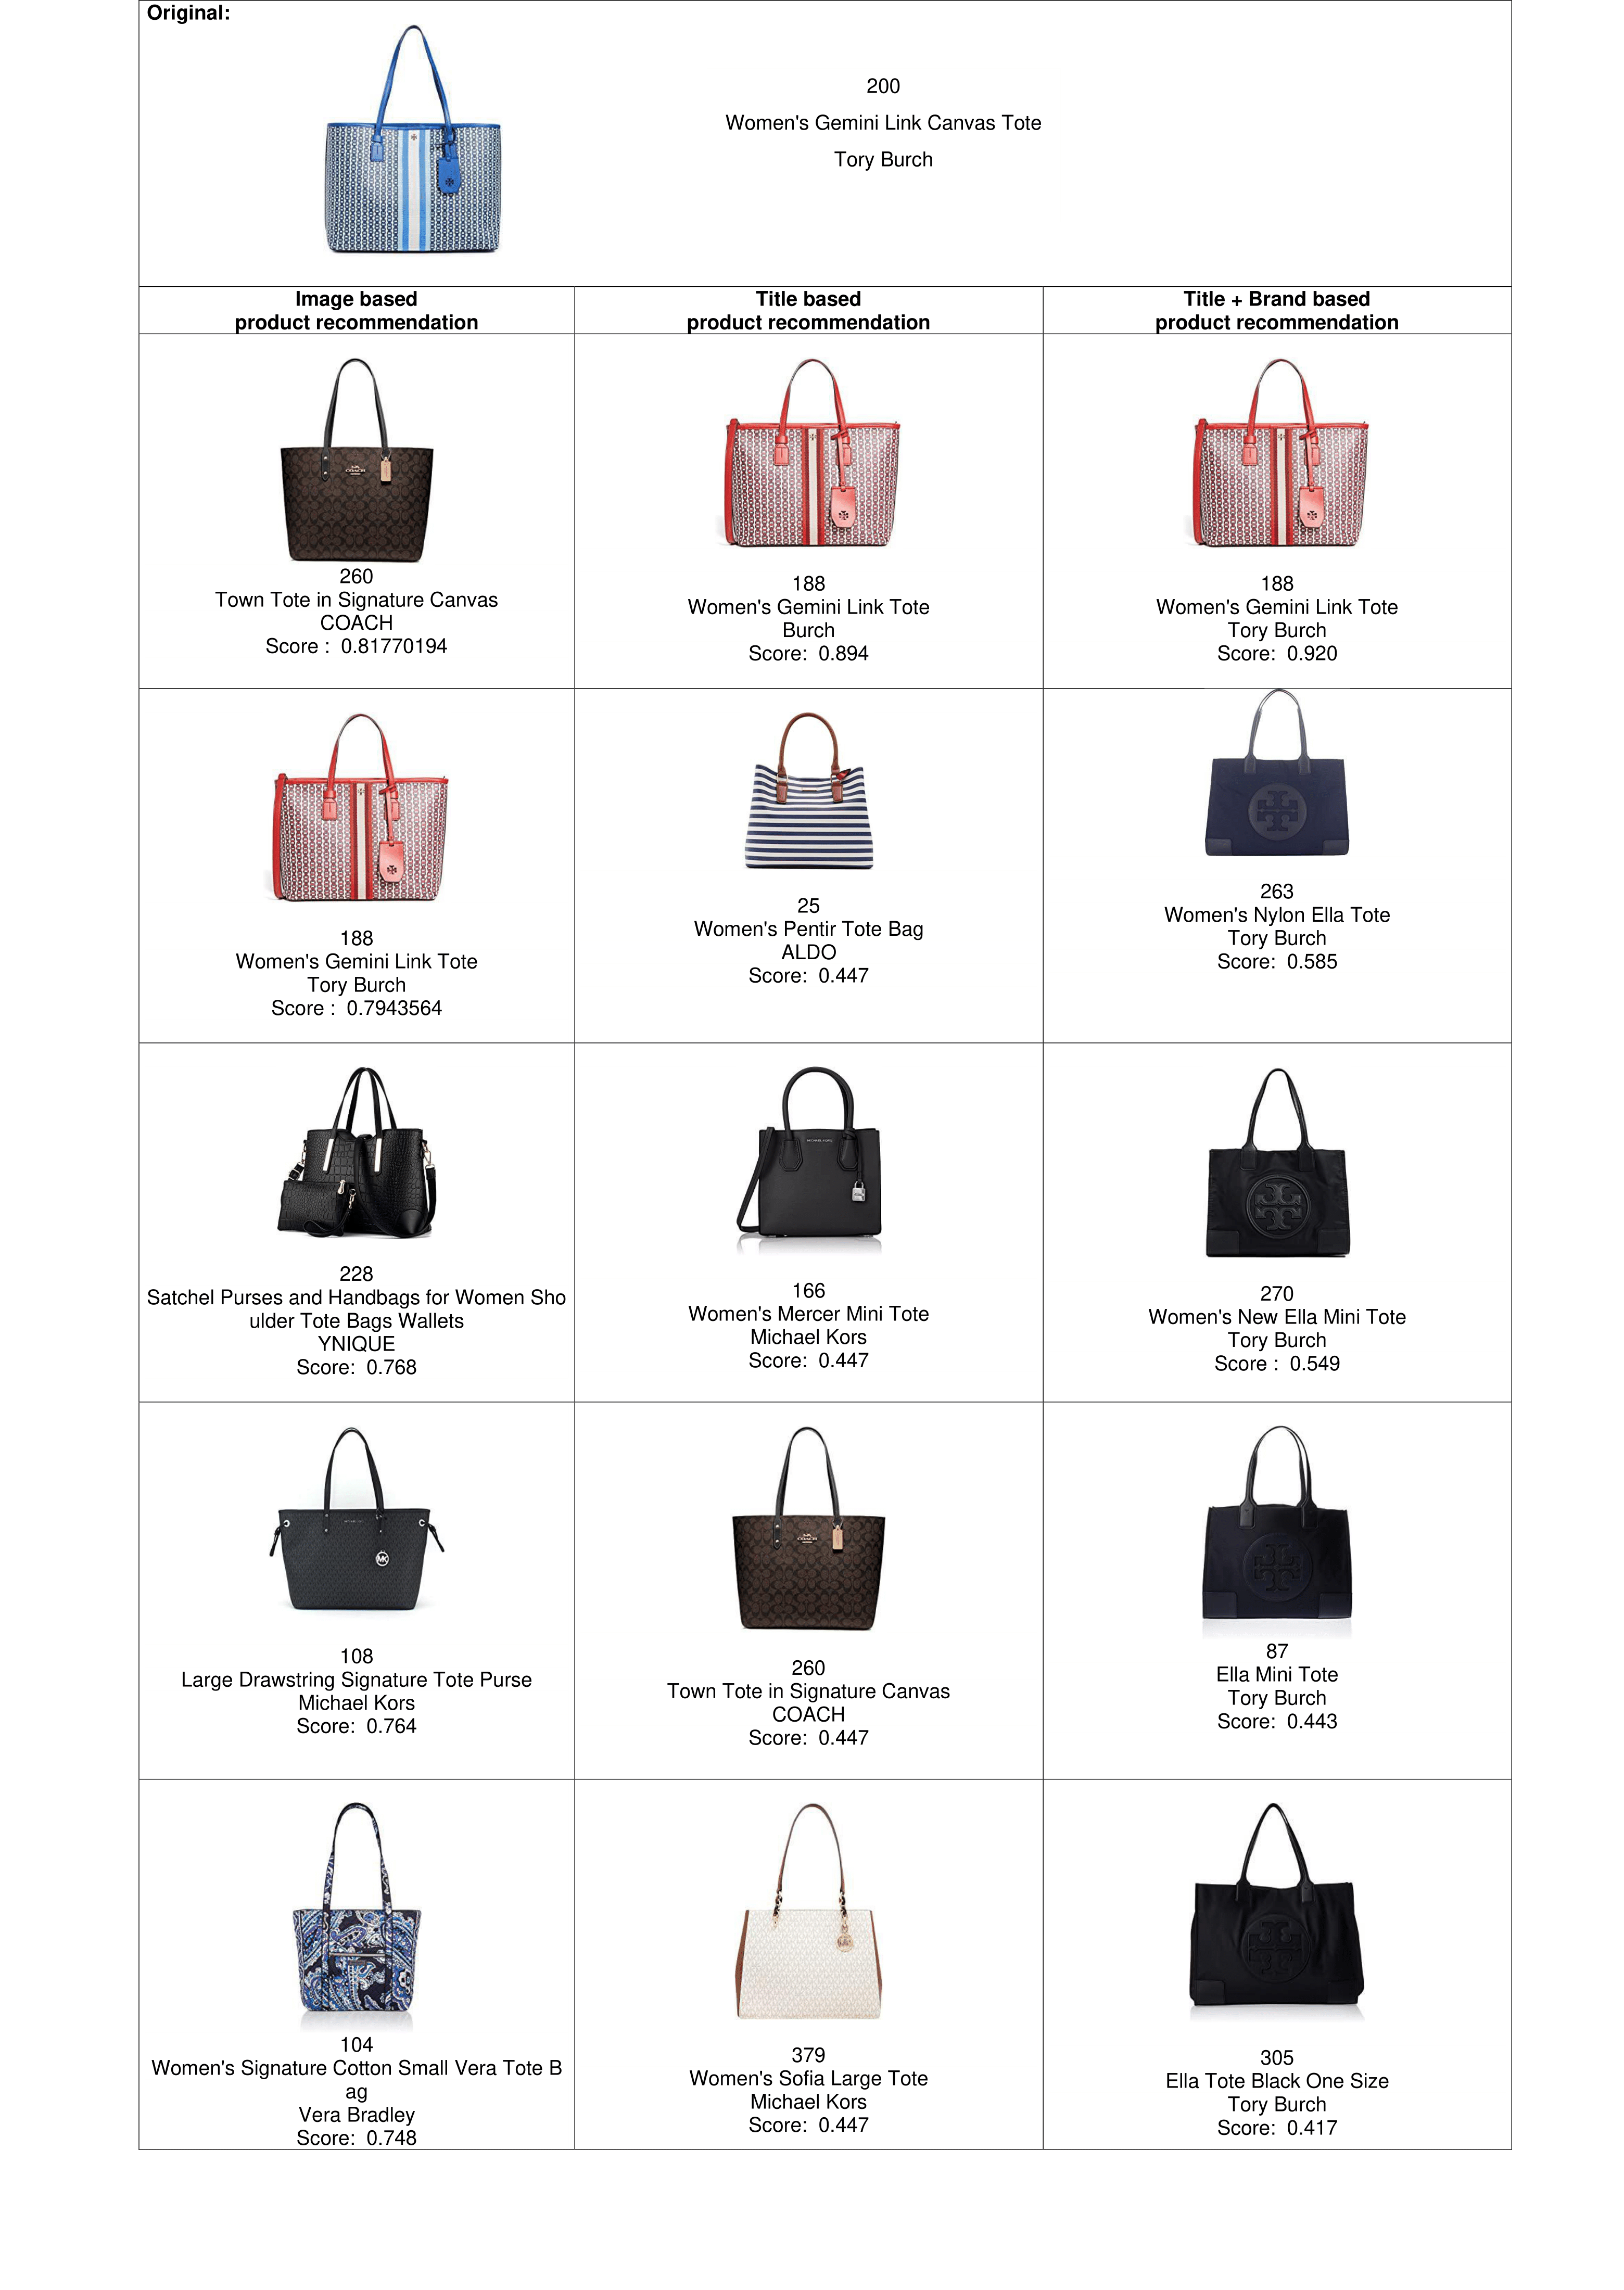 Original:
200
Women's Gemini Link Canvas Tote
Tory Burch
Image based
product recommendation
Title based
product recommendation
Title + Brand based
product recommendation
COACH
260
Town Tote in Signature Canvas
COACH
Score :  0.81770194
188
Women's Gemini Link Tote
Burch
Score:  0.894
188
Women's Gemini Link Tote
Tory Burch
Score:  0.920
188
Women's Gemini Link Tote
Tory Burch
Score :  0.7943564
25
Women's Pentir Tote Bag
ALDO
Score:  0.447
263
Women's Nylon Ella Tote
Tory Burch
Score:  0.585
228
Satchel Purses and Handbags for Women Sho
ulder Tote Bags Wallets
YNIQUE
Score:  0.768
MICHAEL KORS
166
Women's Mercer Mini Tote
Michael Kors
Score:  0.447
270
Women's New Ella Mini Tote
Tory Burch
Score :  0.549
MK
108
Large Drawstring Signature Tote Purse
Michael Kors
Score:  0.764
COACH
260
Town Tote in Signature Canvas
COACH
Score:  0.447
87
Ella Mini Tote
Tory Burch
Score:  0.443
104
Women's Signature Cotton Small Vera Tote B
ag
Vera Bradley
Score:  0.748
379
Women's Sofia Large Tote
Michael Kors
Score:  0.447
305
Ella Tote Black One Size
Tory Burch
Score:  0.417